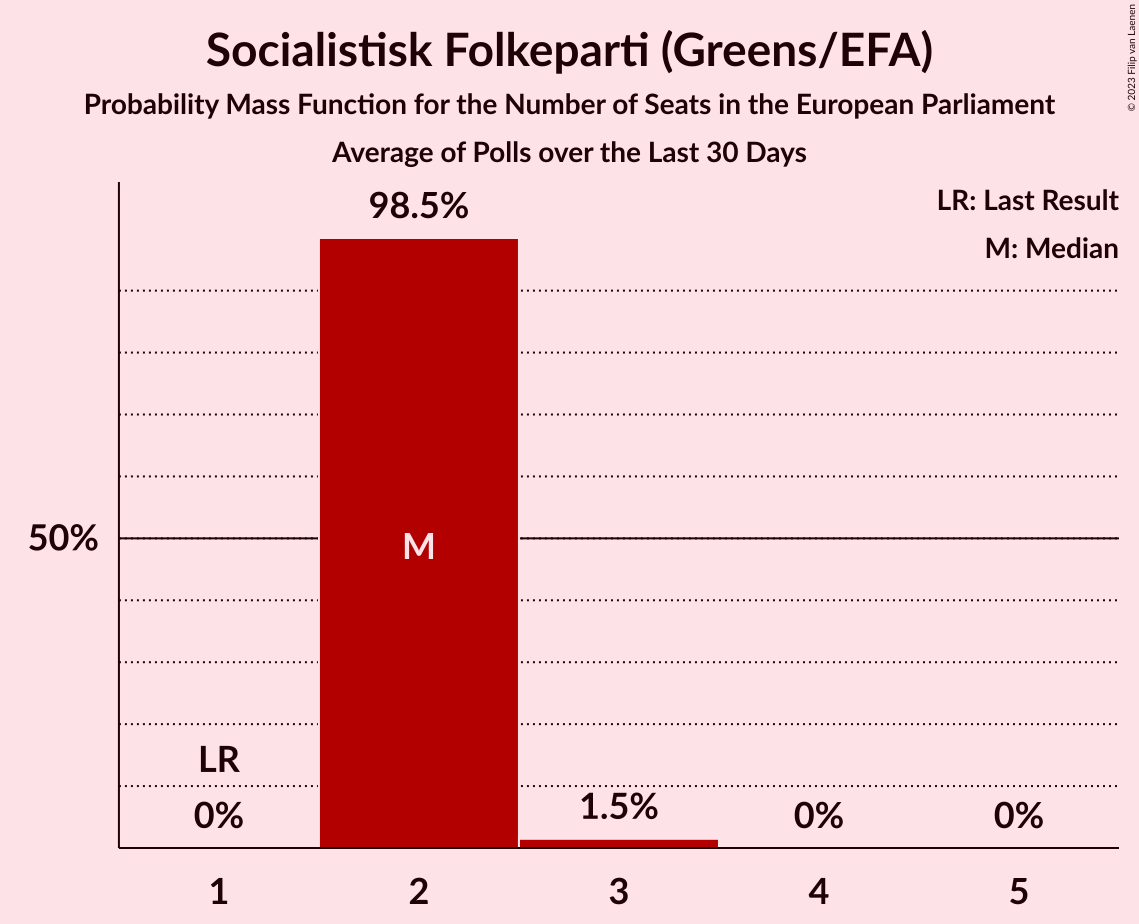 Socialistisk Folkeparti (Greens/EFA)
Probability Mass Function for the Number of Seats in the European Parliament
Average of Polls over the Last 30 Days
© 2023 Filip van Laenen
LR: Last Result
M: Median
98.5%
50%
M
LR
0%
1.5%
0%
0%
1
2
3
4
5